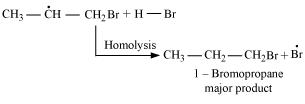 CH₃ — ĊH — CH₂Br + H — Br
Homolysis
CH₃ — CH₂ — CH₂Br + Ḃr
1 – Bromopropane
major product